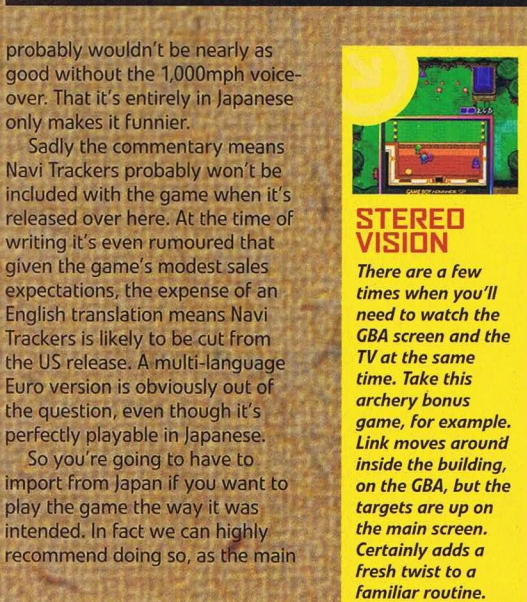 probably wouldn't be nearly as
good without the 1,000mph voice-
over. That it's entirely in Japanese
only makes it funnier.
Sadly the commentary means
Navi Trackers probably won't be
included with the game when it's
released over here. At the time of
writing it's even rumoured that
given the game's modest sales
expectations, the expense of an
English translation means Navi
Trackers is likely to be cut from
the US release. A multi-language
Euro version is obviously out of
the question, even though it's
perfectly playable in Japanese.
So you're going to have to
import from Japan if you want to
play the game the way it was
intended. In fact we can highly
recommend doing so, as the main
GAME BOY ADVANCE SP
STEREO
VISION
There are a few
times when you'll
need to watch the
GBA screen and the
TV at the same
time. Take this
archery bonus
game, for example.
Link moves around
inside the building,
on the GBA, but the
targets are up on
the main screen.
Certainly adds a
fresh twist to a
familiar routine.